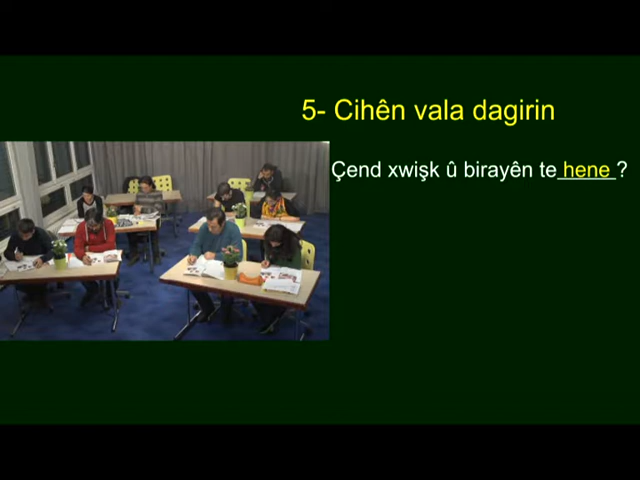 5- Cihên vala dagirin
Çend xwişk û birayên te hene ?